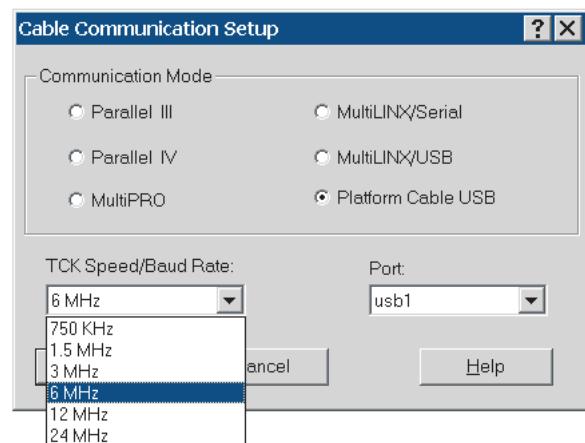 Cable Communication Setup ? X
Communication Mode
Parallel III
MultiLINX/Serial
Parallel IV
MultiLINX/USB
MultiPRO
Platform Cable USB
TCK Speed/Baud Rate:
Port:
6 MHz
usb1
750 KHz
1.5 MHz
3 MHz
6 MHz
12 MHz
24 MHz
ancel
Help